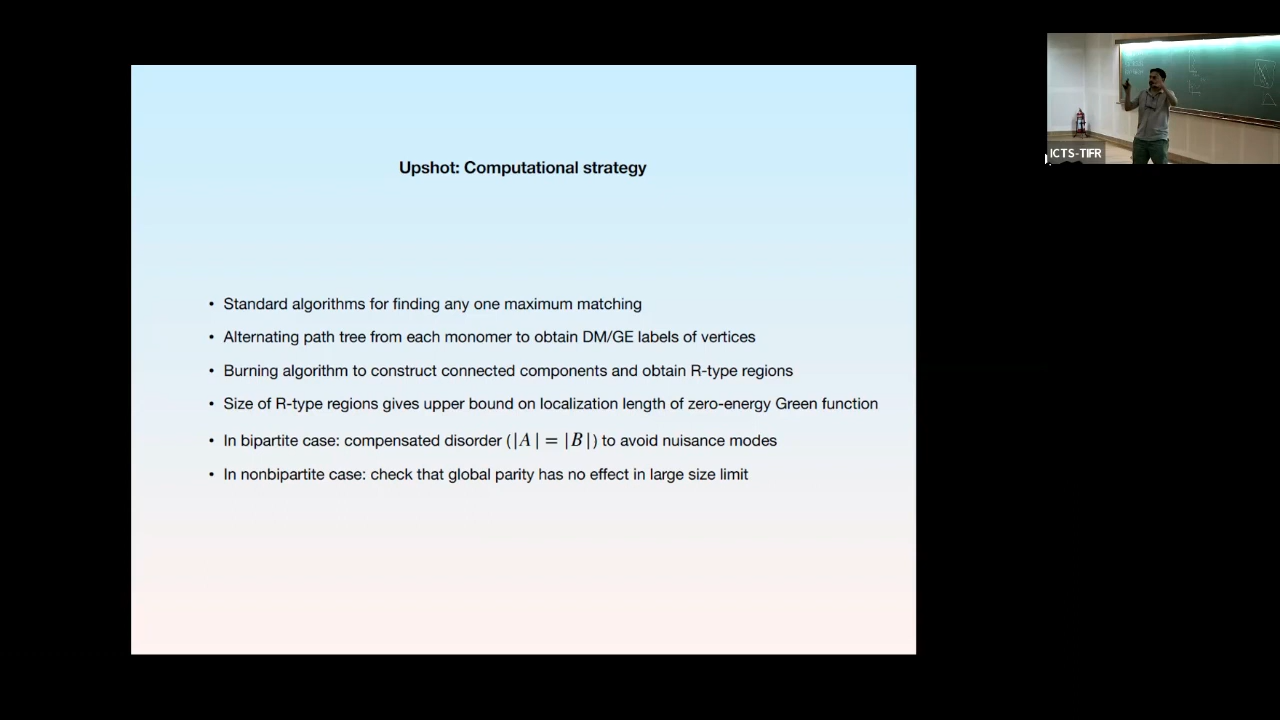 Upshot: Computational strategy
• Standard algorithms for finding any one maximum matching
• Alternating path tree from each monomer to obtain DM/GE labels of vertices
• Burning algorithm to construct connected components and obtain R-type regions
• Size of R-type regions gives upper bound on localization length of zero-energy Green function
• In bipartite case: compensated disorder (|A| = |B|) to avoid nuisance modes
• In nonbipartite case: check that global parity has no effect in large size limit
ICTS-TIFR